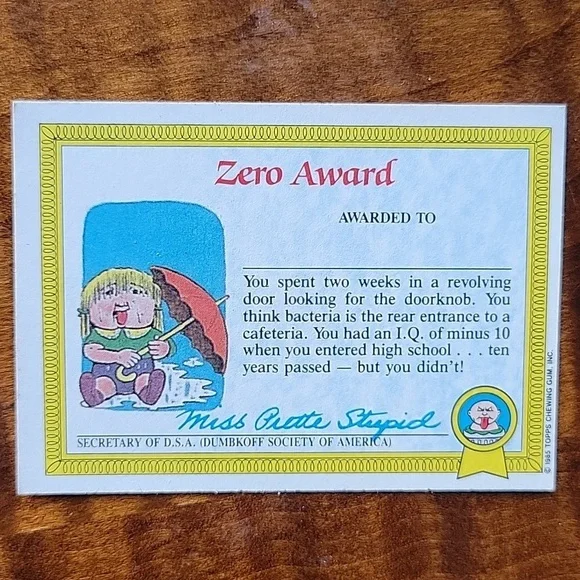 Zero Award
AWARDED TO
You spent two weeks in a revolving
door looking for the doorknob. You
think bacteria is the rear entrance to a
cafeteria. You had an I.Q. of minus 10
when you entered high school . . . ten
years passed — but you didn't!
Miss Prette Stupid
SECRETARY OF D.S.A. (DUMBKOFF SOCIETY OF AMERICA)
© 1985 TOPPS CHEWING GUM, INC.